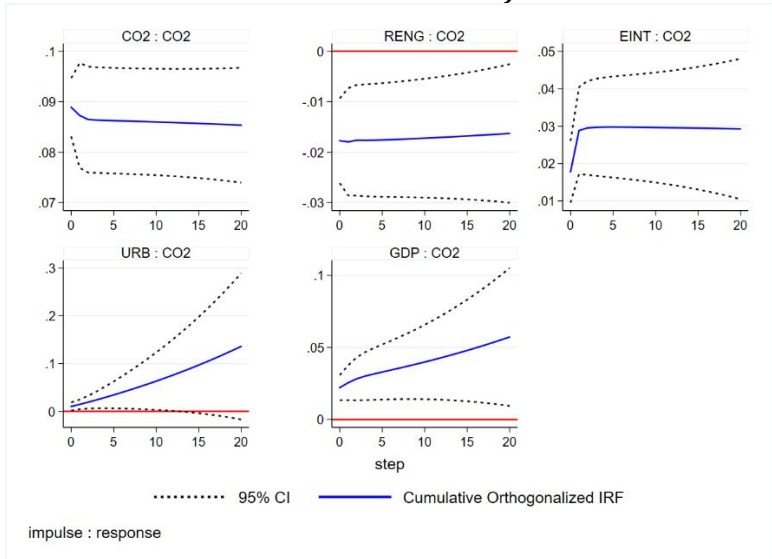 CO2 : CO2
.1
.09
.08
.07
0 5 10 15 20
RENG : CO2
0
-.01
-.02
-.03
0 5 10 15 20
EINT : CO2
.05
.04
.03
.02
.01
0 5 10 15 20
URB : CO2
.3
.2
.1
0
0 5 10 15 20
GDP : CO2
.1
.05
0
0 5 10 15 20
step
95% CI Cumulative Orthogonalized IRF
impulse : response